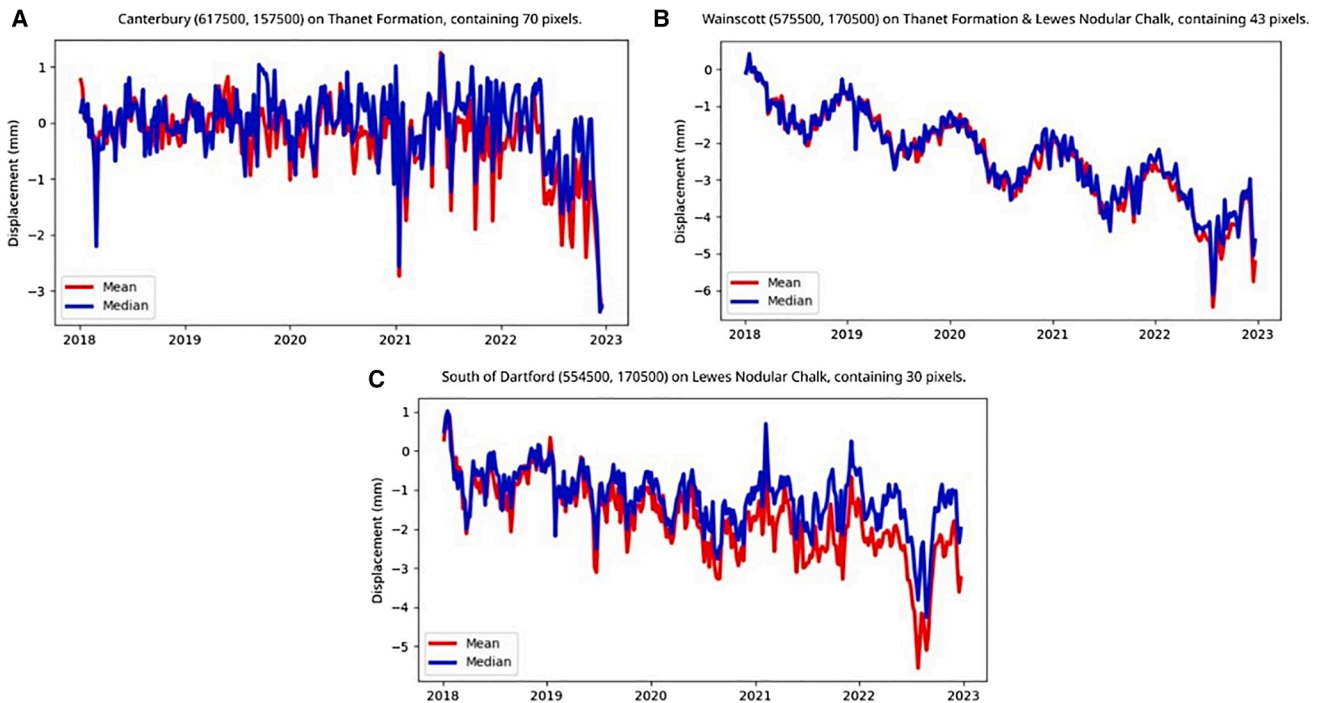 A
Canterbury (617500, 157500) on Thanet Formation, containing 70 pixels.
Displacement (mm)
1
0
−1
−2
−3
Mean
Median
2018 2019 2020 2021 2022 2023
B
Wainscott (575500, 170500) on Thanet Formation & Lewes Nodular Chalk, containing 43 pixels.
Displacement (mm)
0
−1
−2
−3
−4
−5
−6
Mean
Median
2018 2019 2020 2021 2022 2023
C
South of Dartford (554500, 170500) on Lewes Nodular Chalk, containing 30 pixels.
Displacement (mm)
1
0
−1
−2
−3
−4
−5
Mean
Median
2018 2019 2020 2021 2022 2023